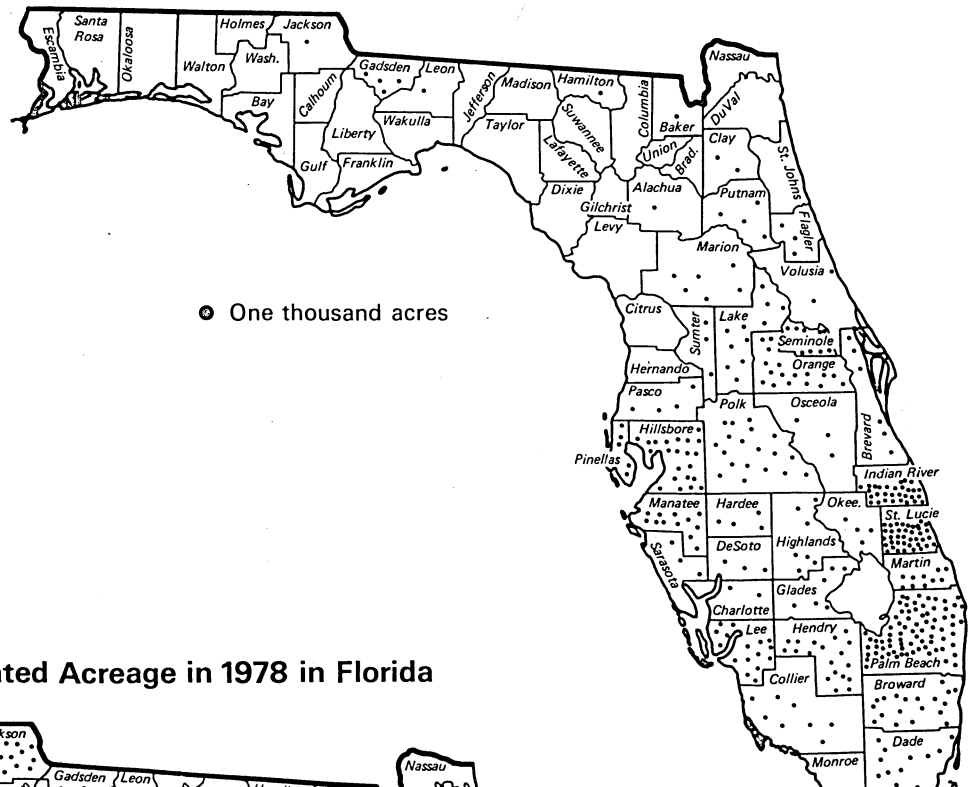 Escambia
Santa
Rosa
Okaloosa
Walton
Holmes
Wash.
Jackson
Bay
Calhoum
Gulf
Liberty
Franklin
Gadsden
Leon
Wakulla
Jefferson
Madison
Taylor
Hamilton
Suwannee
Lafayette
Dixie
Columbia
Gilchrist
Levy
Baker
Union
Brad.
Alachua
Nassau
DuVal
Clay
St. Johns
Putnam
Flagler
Marion
Volusia
One thousand acres
Citrus
Sumter
Lake
Seminole
Orange
Hernando
Pasco
Polk
Osceola
Brevard
Hillsbore
Pinellas
Indian River
Manatee
Hardee
Okee.
St. Lucie
Highlands
DeSoto
Sarasota
Martin
Glades
Charlotte
Lee
Hendry
Palm Beach
Collier
Broward
Dade
Monroe
ted Acreage in 1978 in Florida
kson
Gadsden
Leon
Nassau